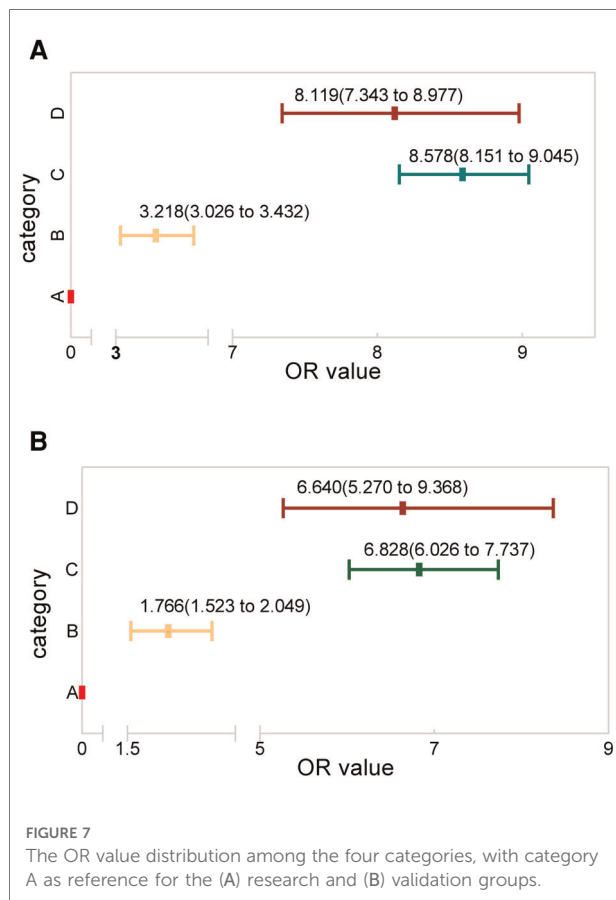 A
D
8.119(7.343 to 8.977)
C
8.578(8.151 to 9.045)
category
B
3.218(3.026 to 3.432)
A
0 3 7 8 9
OR value
B
D
6.640(5.270 to 9.368)
C
6.828(6.026 to 7.737)
category
B
1.766(1.523 to 2.049)
A
0 1.5 5 7 9
OR value
FIGURE 7
The OR value distribution among the four categories, with category
A as reference for the (A) research and (B) validation groups.